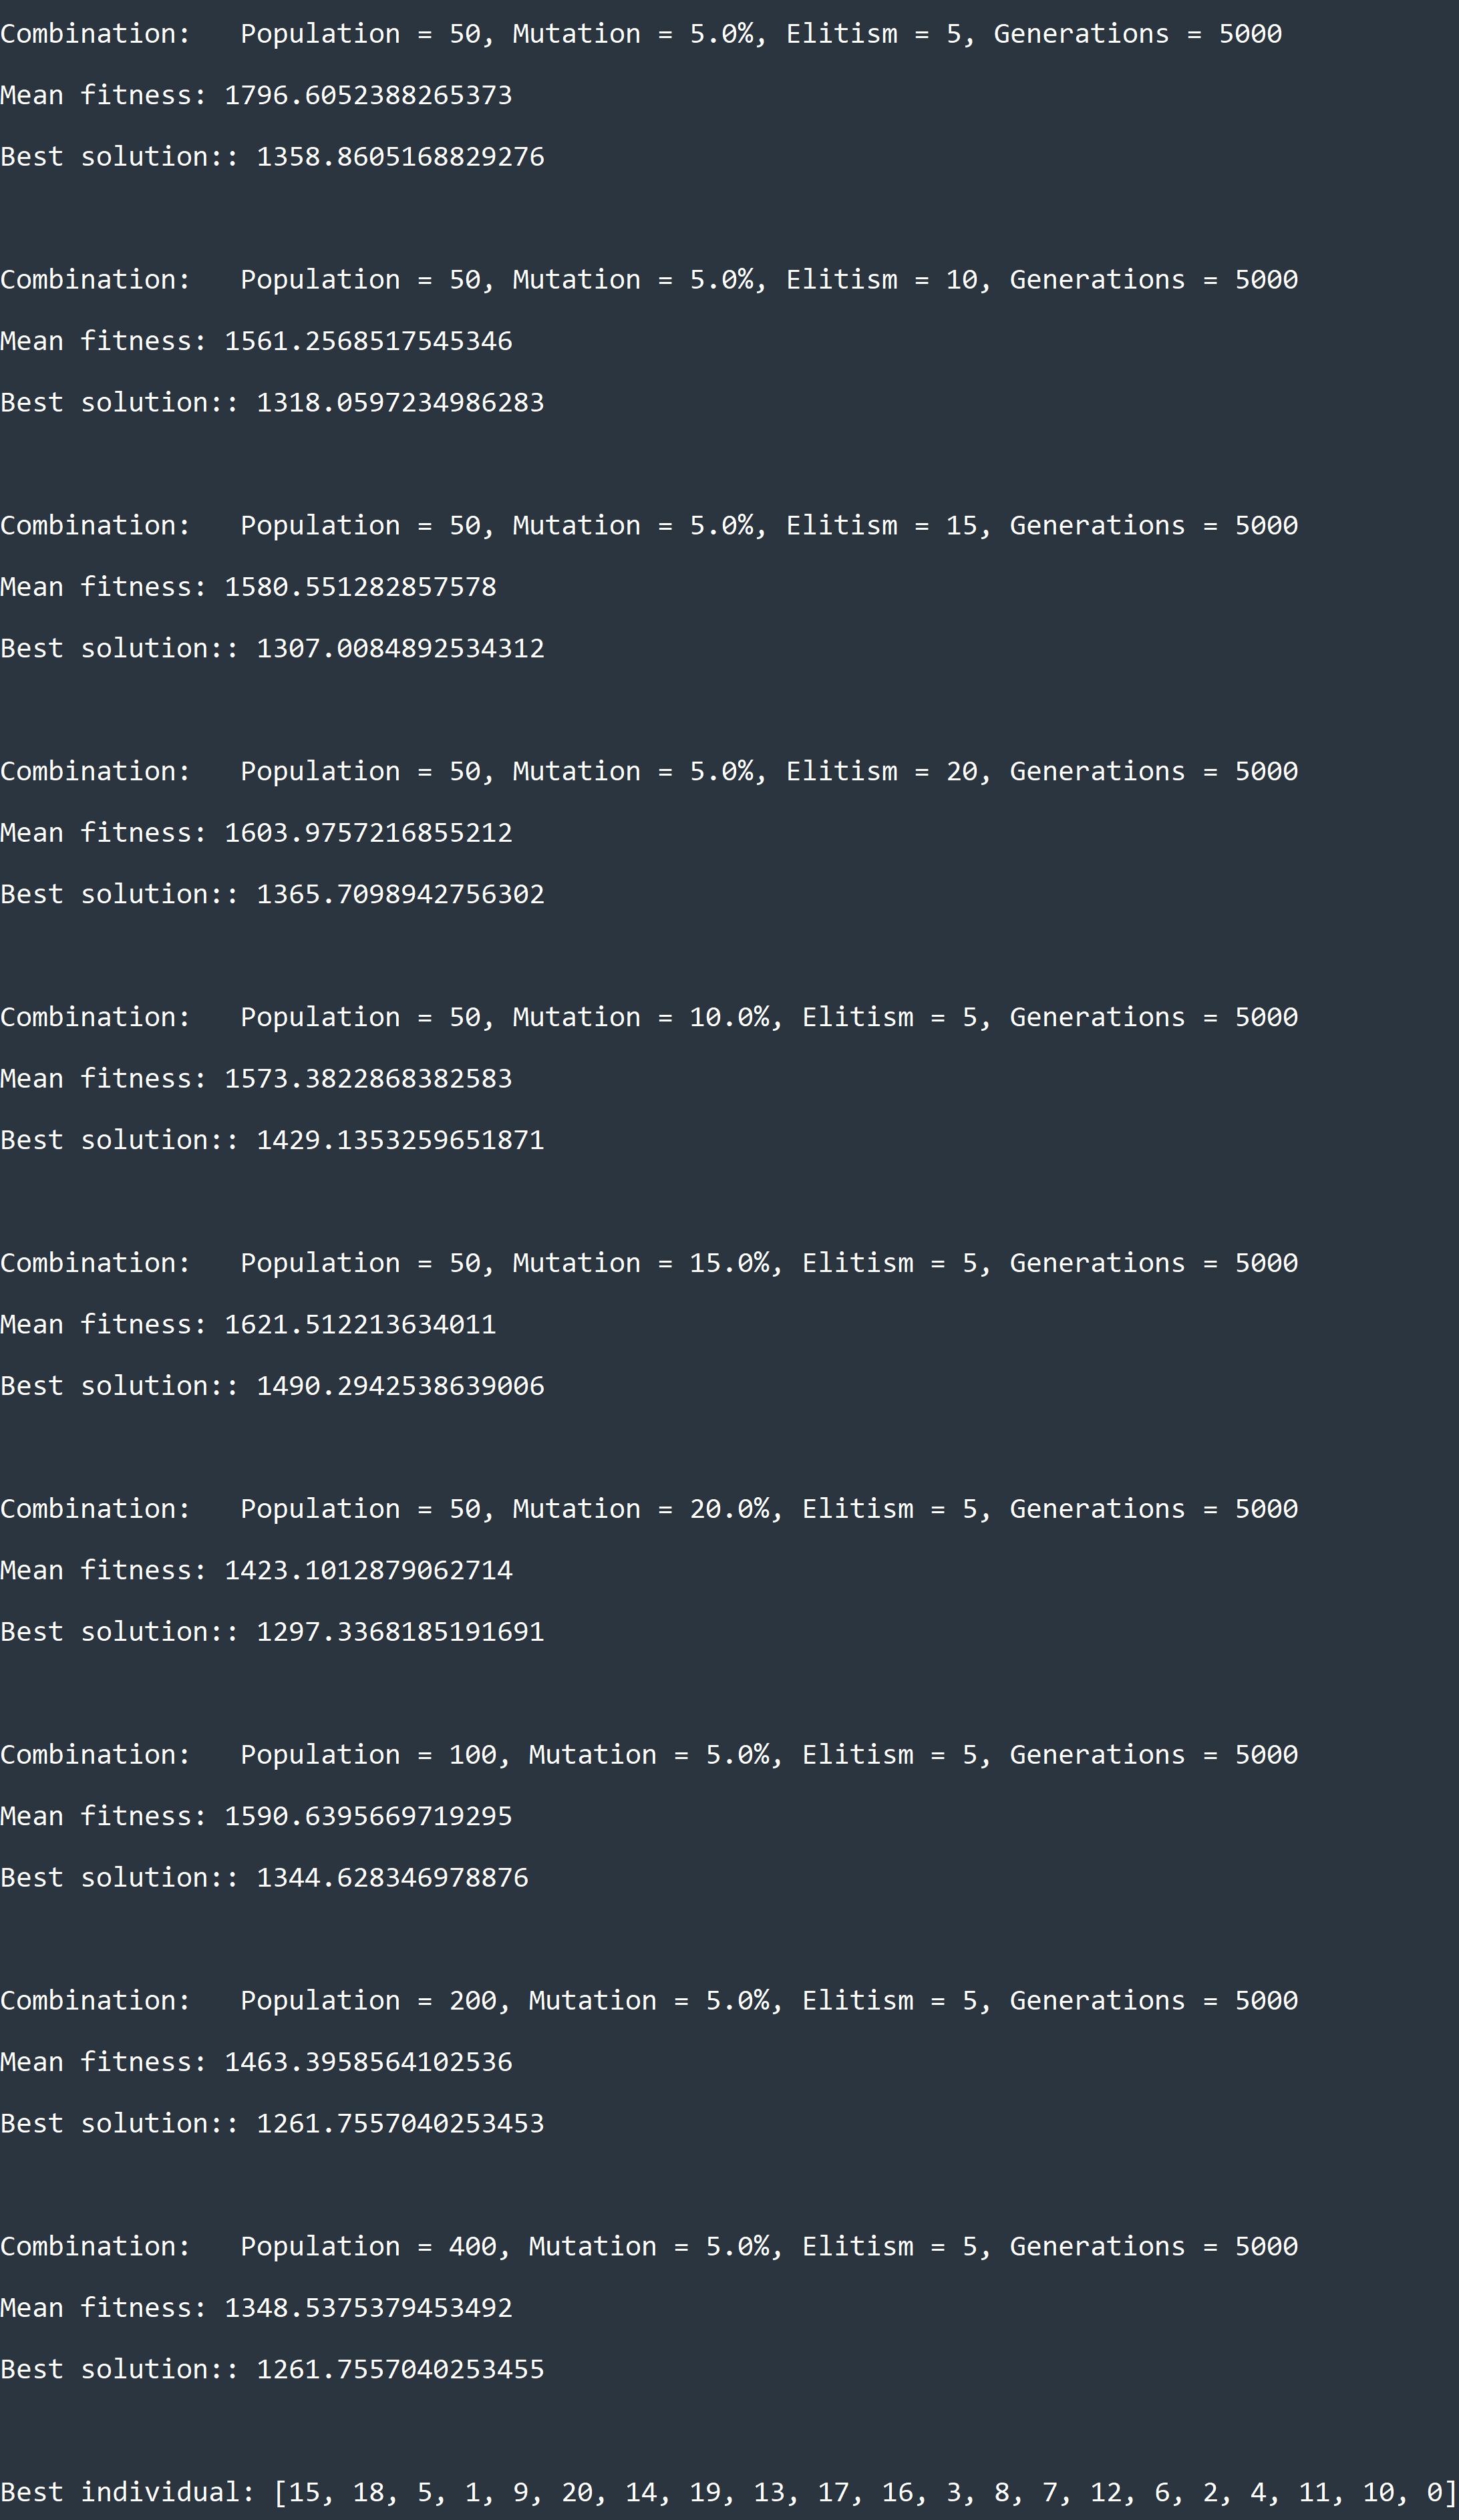 Combination:   Population = 50, Mutation = 5.0%, Elitism = 5, Generations = 5000
Mean fitness: 1796.6052388265373
Best solution:: 1358.8605168829276
Combination:   Population = 50, Mutation = 5.0%, Elitism = 10, Generations = 5000
Mean fitness: 1561.2568517545346
Best solution:: 1318.0597234986283
Combination:   Population = 50, Mutation = 5.0%, Elitism = 15, Generations = 5000
Mean fitness: 1580.551282857578
Best solution:: 1307.0084892534312
Combination:   Population = 50, Mutation = 5.0%, Elitism = 20, Generations = 5000
Mean fitness: 1603.9757216855212
Best solution:: 1365.7098942756302
Combination:   Population = 50, Mutation = 10.0%, Elitism = 5, Generations = 5000
Mean fitness: 1573.3822868382583
Best solution:: 1429.1353259651871
Combination:   Population = 50, Mutation = 15.0%, Elitism = 5, Generations = 5000
Mean fitness: 1621.512213634011
Best solution:: 1490.2942538639006
Combination:   Population = 50, Mutation = 20.0%, Elitism = 5, Generations = 5000
Mean fitness: 1423.1012879062714
Best solution:: 1297.3368185191691
Combination:   Population = 100, Mutation = 5.0%, Elitism = 5, Generations = 5000
Mean fitness: 1590.6395669719295
Best solution:: 1344.628346978876
Combination:   Population = 200, Mutation = 5.0%, Elitism = 5, Generations = 5000
Mean fitness: 1463.3958564102536
Best solution:: 1261.7557040253453
Combination:   Population = 400, Mutation = 5.0%, Elitism = 5, Generations = 5000
Mean fitness: 1348.5375379453492
Best solution:: 1261.7557040253455
Best individual: [15, 18, 5, 1, 9, 20, 14, 19, 13, 17, 16, 3, 8, 7, 12, 6, 2, 4, 11, 10, 0]